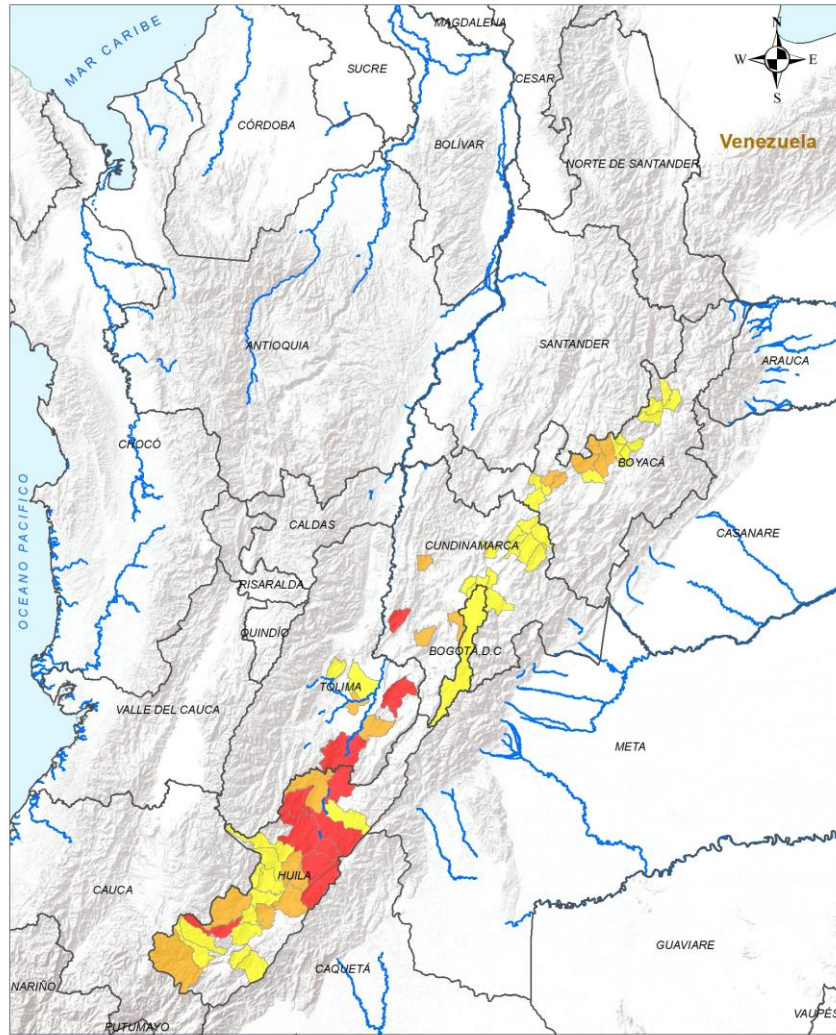 MAGDALENA
MAR CARIBE
N
W E
S
SUCRE
CESAR
CÓRDOBA
BOLÍVAR
Venezuela
NORTE DE SANTANDER
ANTIOQUIA
SANTANDER
ARAUCA
CHOCÓ
BOYACÁ
OCEANO PACIFICO
CALDAS
CUNDINAMARCA
CASANARE
RISARALDA
QUINDÍO
BOGOTÁ, D.C
TOLIMA
VALLE DEL CAUCA
META
HUILA
CAUCA
GUAVIARE
CAQUETÁ
NARIÑO
PUTUMAYO
VAUPÉS